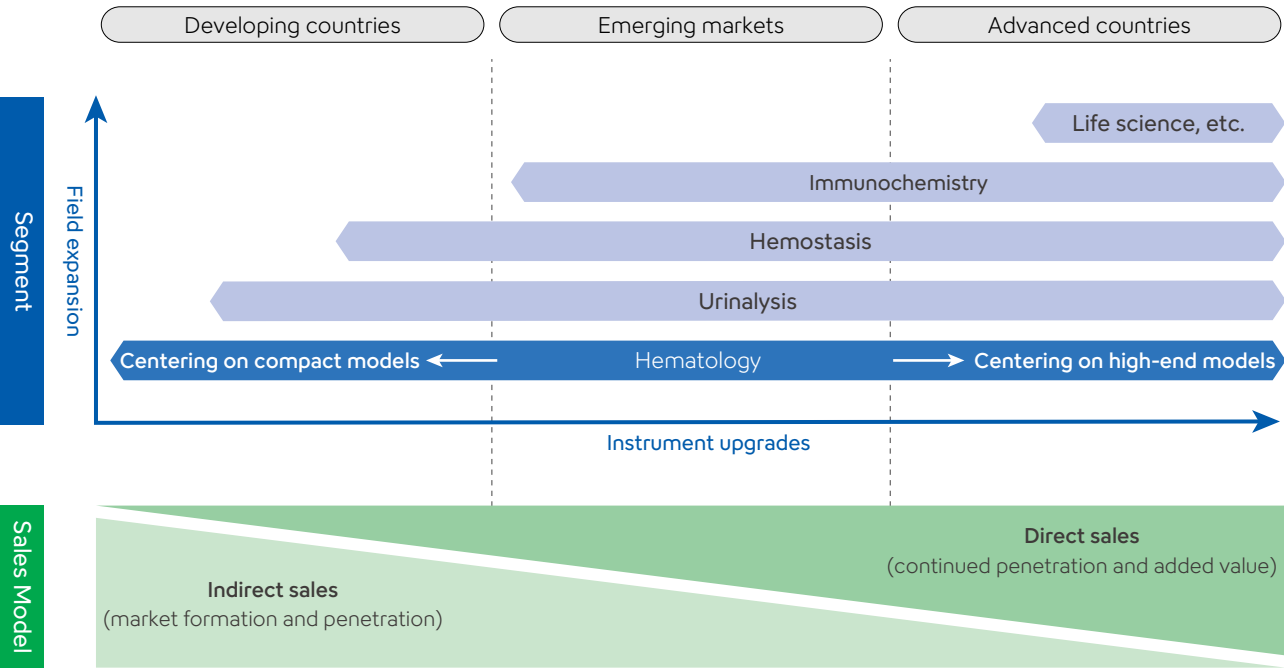 Developing countries
Emerging markets
Advanced countries
Segment
Field expansion
Life science, etc.
Immunochemistry
Hemostasis
Urinalysis
Centering on compact models
Hematology
Centering on high-end models
Instrument upgrades
Sales Model
Direct sales
(continued penetration and added value)
Indirect sales
(market formation and penetration)